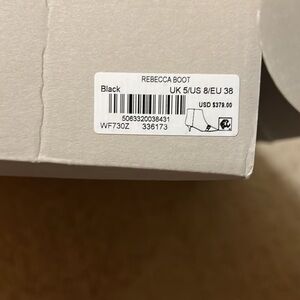 REBECCA BOOT
Black UK 5/US 8/EU 38
USD $379.00
5063320038431
WF730Z 336173